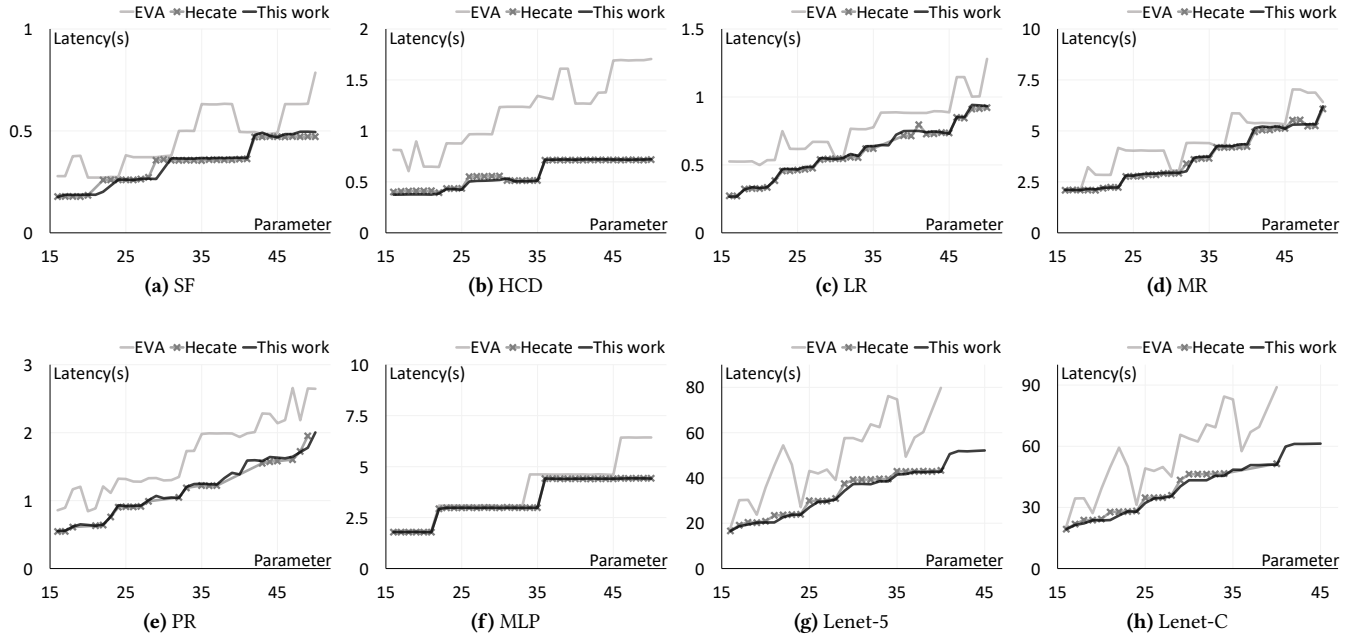 EVA Hecate This work
Latency(s)
1
0.5
0
Parameter
15 25 35 45
(a) SF
EVA Hecate This work
Latency(s)
2
1.5
1
0.5
0
Parameter
15 25 35 45
(b) HCD
EVA Hecate This work
Latency(s)
1.5
1
0.5
0
Parameter
15 25 35 45
(c) LR
EVA Hecate This work
Latency(s)
10
7.5
5
2.5
0
Parameter
15 25 35 45
(d) MR
EVA Hecate This work
Latency(s)
3
2
1
0
Parameter
15 25 35 45
(e) PR
EVA Hecate This work
Latency(s)
10
7.5
5
2.5
0
Parameter
15 25 35 45
(f) MLP
EVA Hecate This work
Latency(s)
80
60
40
20
0
Parameter
15 25 35 45
(g) Lenet-5
EVA Hecate This work
Latency(s)
90
60
30
0
Parameter
15 25 35 45
(h) Lenet-C